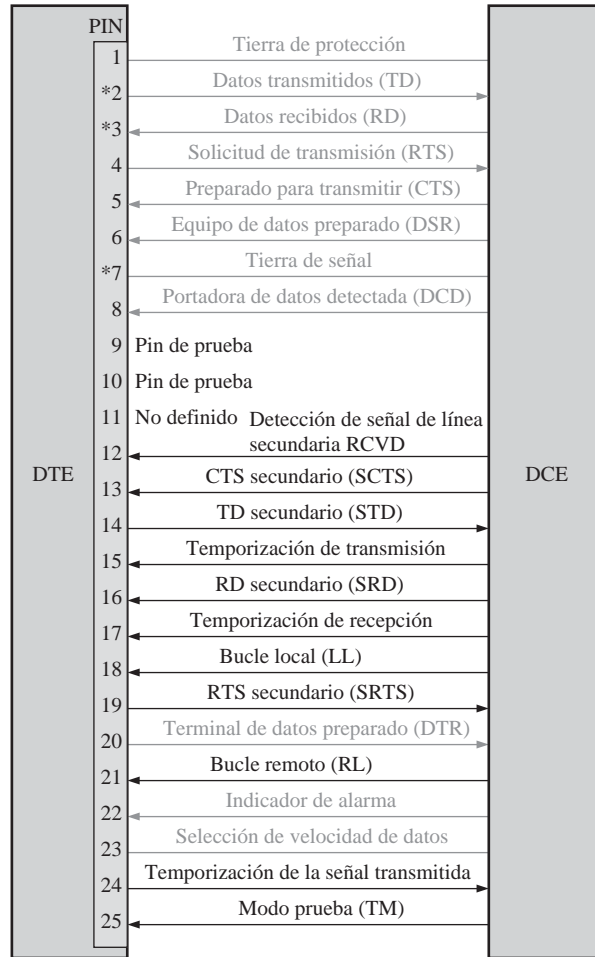 PIN
1 Tierra de protección
*2 Datos transmitidos (TD)
*3 Datos recibidos (RD)
4 Solicitud de transmisión (RTS)
5 Preparado para transmitir (CTS)
6 Equipo de datos preparado (DSR)
*7 Tierra de señal
8 Portadora de datos detectada (DCD)
9 Pin de prueba
10 Pin de prueba
11 No definido
Detección de señal de línea
secundaria RCVD
12
DTE
DCE
13 CTS secundario (SCTS)
14 TD secundario (STD)
15 Temporización de transmisión
16 RD secundario (SRD)
17 Temporización de recepción
18 Bucle local (LL)
19 RTS secundario (SRTS)
20 Terminal de datos preparado (DTR)
21 Bucle remoto (RL)
22 Indicador de alarma
23 Selección de velocidad de datos
24 Temporización de la señal transmitida
25 Modo prueba (TM)